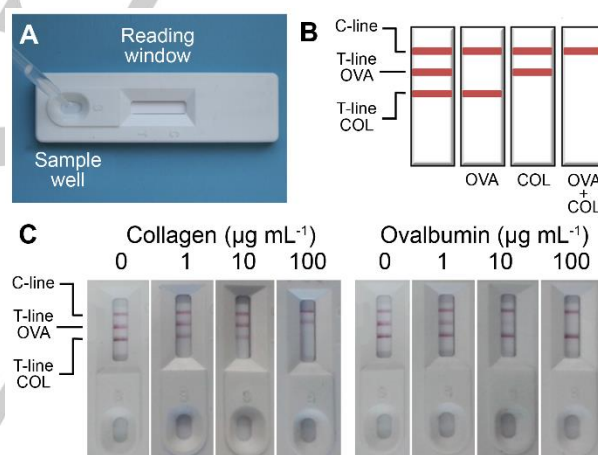 A
Reading
window
Sample
well
B
C-line
T-line
OVA
T-line
COL
OVA
COL
OVA
+
COL
C
Collagen (µg mL⁻¹)
0 1 10 100
Ovalbumin (µg mL⁻¹)
0 1 10 100
C-line
T-line
OVA
T-line
COL
S
S
S